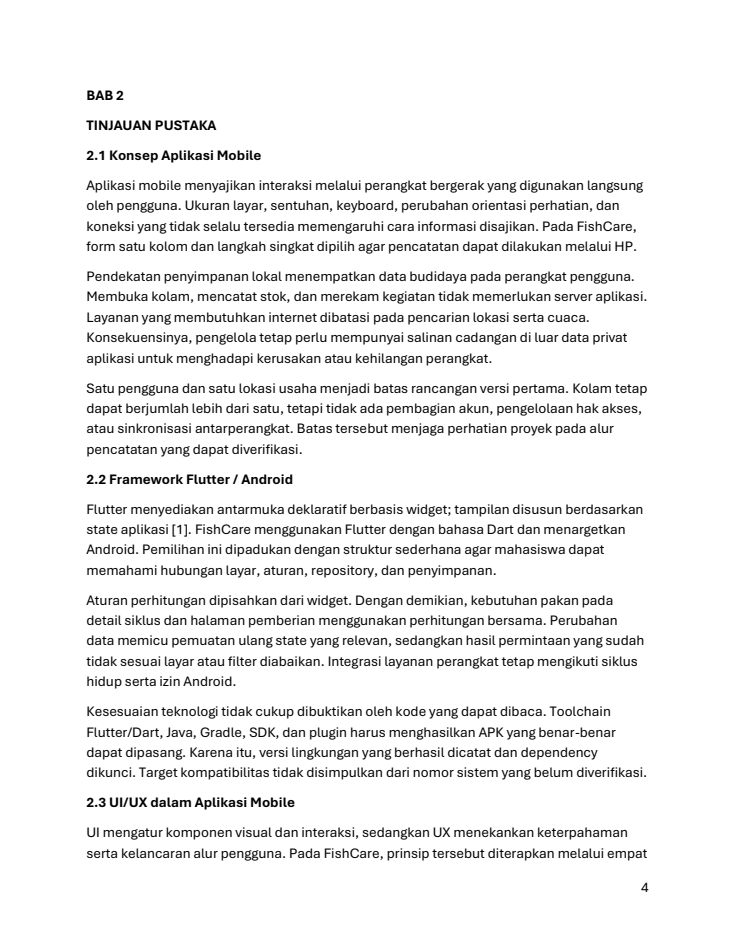 BAB 2
TINJAUAN PUSTAKA
2.1 Konsep Aplikasi Mobile
Aplikasi mobile menyajikan interaksi melalui perangkat bergerak yang digunakan langsung
oleh pengguna. Ukuran layar, sentuhan, keyboard, perubahan orientasi perhatian, dan
koneksi yang tidak selalu tersedia memengaruhi cara informasi disajikan. Pada FishCare,
form satu kolom dan langkah singkat dipilih agar pencatatan dapat dilakukan melalui HP.
Pendekatan penyimpanan lokal menempatkan data budidaya pada perangkat pengguna.
Membuka kolam, mencatat stok, dan merekam kegiatan tidak memerlukan server aplikasi.
Layanan yang membutuhkan internet dibatasi pada pencarian lokasi serta cuaca.
Konsekuensinya, pengelola tetap perlu mempunyai salinan cadangan di luar data privat
aplikasi untuk menghadapi kerusakan atau kehilangan perangkat.
Satu pengguna dan satu lokasi usaha menjadi batas rancangan versi pertama. Kolam tetap
dapat berjumlah lebih dari satu, tetapi tidak ada pembagian akun, pengelolaan hak akses,
atau sinkronisasi antarperangkat. Batas tersebut menjaga perhatian proyek pada alur
pencatatan yang dapat diverifikasi.
2.2 Framework Flutter / Android
Flutter menyediakan antarmuka deklaratif berbasis widget; tampilan disusun berdasarkan
state aplikasi [1]. FishCare menggunakan Flutter dengan bahasa Dart dan menargetkan
Android. Pemilihan ini dipadukan dengan struktur sederhana agar mahasiswa dapat
memahami hubungan layar, aturan, repository, dan penyimpanan.
Aturan perhitungan dipisahkan dari widget. Dengan demikian, kebutuhan pakan pada
detail siklus dan halaman pemberian menggunakan perhitungan bersama. Perubahan
data memicu pemuatan ulang state yang relevan, sedangkan hasil permintaan yang sudah
tidak sesuai layar atau filter diabaikan. Integrasi layanan perangkat tetap mengikuti siklus
hidup serta izin Android.
Kesesuaian teknologi tidak cukup dibuktikan oleh kode yang dapat dibaca. Toolchain
Flutter/Dart, Java, Gradle, SDK, dan plugin harus menghasilkan APK yang benar-benar
dapat dipasang. Karena itu, versi lingkungan yang berhasil dicatat dan dependency
dikunci. Target kompatibilitas tidak disimpulkan dari nomor sistem yang belum diverifikasi.
2.3 UI/UX dalam Aplikasi Mobile
UI mengatur komponen visual dan interaksi, sedangkan UX menekankan keterpahaman
serta kelancaran alur pengguna. Pada FishCare, prinsip tersebut diterapkan melalui empat
4